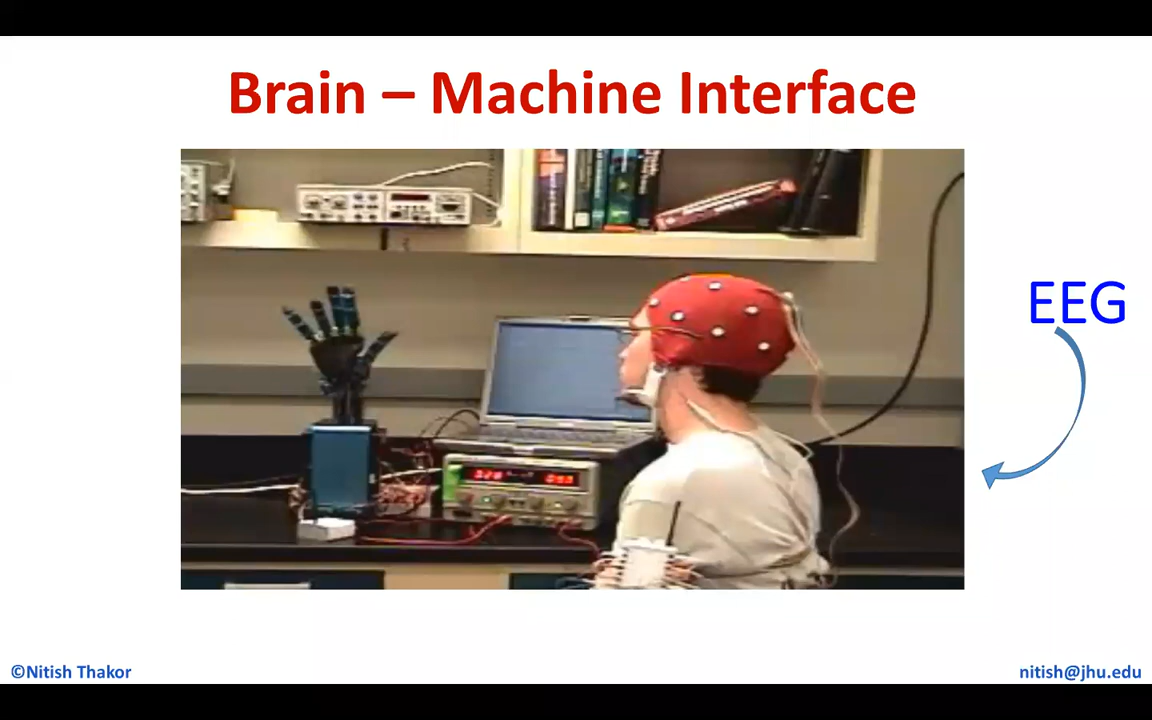 Brain – Machine Interface
EEG
©Nitish Thakor
nitish@jhu.edu